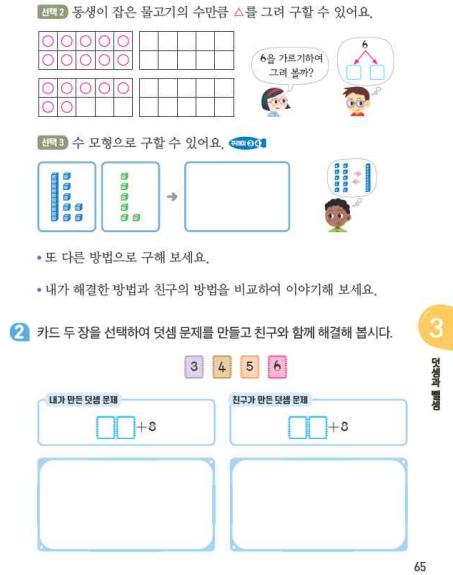 선택 2 동생이 잡은 물고기의 수만큼 △를 그려 구할 수 있어요.
6을 가르기하여
그려 볼까?
6
선택 3 수 모형으로 구할 수 있어요.
• 또 다른 방법으로 구해 보세요.
• 내가 해결한 방법과 친구의 방법을 비교하여 이야기해 보세요.
2 카드 두 장을 선택하여 덧셈 문제를 만들고 친구와 함께 해결해 봅시다.
3 4 5 6
내가 만든 덧셈 문제
□□+8
친구가 만든 덧셈 문제
□□+8
3
덧셈과 뺄셈
65